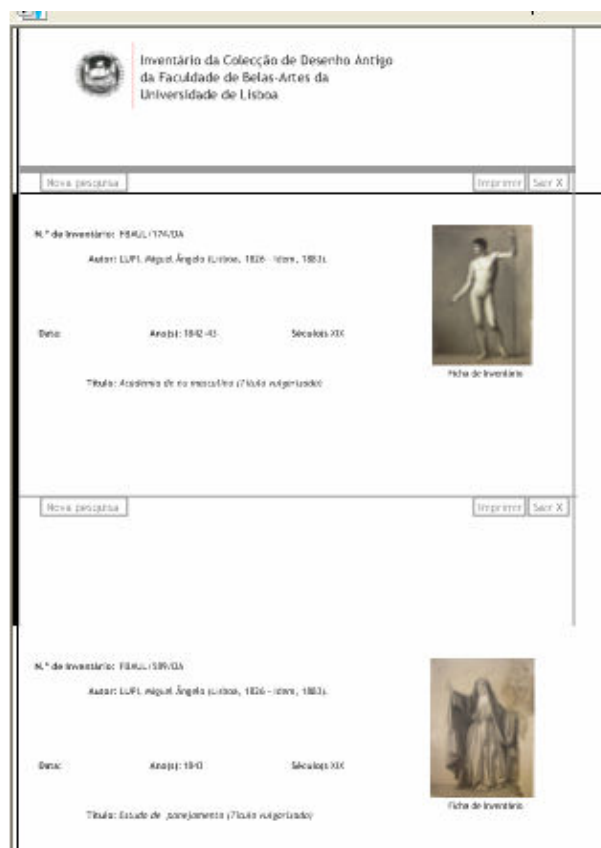 Inventário da Colecção de Desenho Antigo
da Faculdade de Belas-Artes da
Universidade de Lisboa
Nova pesquisa
Imprimir Sair X
N.º de Inventário: FBAUL/174/DA
Autor: LUPI, Miguel Ângelo (Lisboa, 1826 - idem, 1883).
Data: Ano(s): 1842-43 Século(s XIX
Ficha de Inventário
Título: Academia de nu masculino (Título vulgarizado)
Nova pesquisa
Imprimir Sair X
N.º de Inventário: FBAUL/589/DA
Autor: LUPI, Miguel Ângelo (Lisboa, 1826 - idem, 1883).
Data: Ano(s): 1843 Século(s XIX
Ficha de Inventário
Título: Estudo de panejamento (Título vulgarizado)